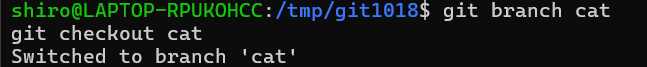 shiro@LAPTOP-RPUKOHCC:/tmp/git1018$ git branch cat
git checkout cat
Switched to branch 'cat'